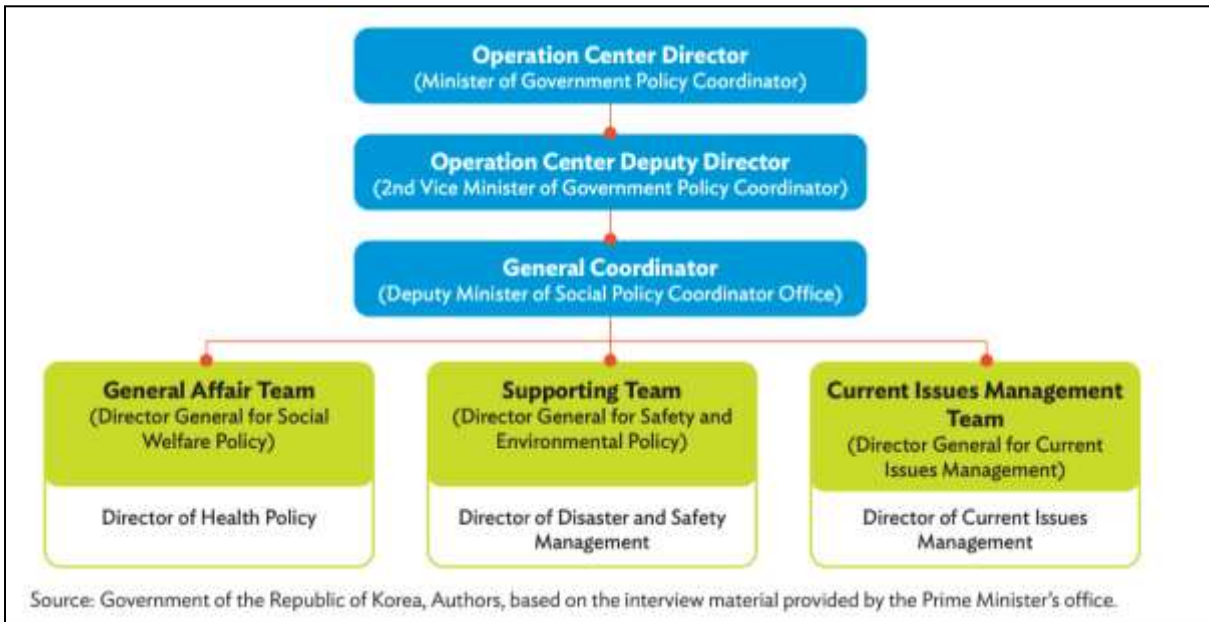 Operation Center Director
(Minister of Government Policy Coordinator)
Operation Center Deputy Director
(2nd Vice Minister of Government Policy Coordinator)
General Coordinator
(Deputy Minister of Social Policy Coordinator Office)
General Affair Team
(Director General for Social
Welfare Policy)
Director of Health Policy
Supporting Team
(Director General for Safety and
Environmental Policy)
Director of Disaster and Safety
Management
Current Issues Management
Team
(Director General for Current
Issues Management)
Director of Current Issues
Management
Source: Government of the Republic of Korea, Authors, based on the interview material provided by the Prime Minister's office.